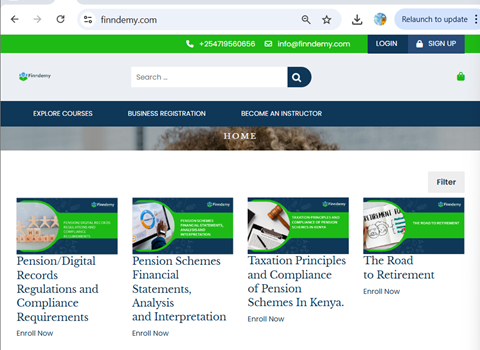 finndemy.com
Relaunch to update
+254719560656 info@finndemy.com LOGIN SIGN UP
Finndemy
Search ...
EXPLORE COURSES BUSINESS REGISTRATION BECOME AN INSTRUCTOR
HOME
Filter
Finndemy
PENSION/DIGITAL RECORDS
REGULATIONS AND
COMPLIANCE
REQUIREMENTS
Finndemy
PENSION SCHEMES
FINANCIAL STATEMENTS,
ANALYSIS AND
INTERPRETATION
Finndemy
TAXATION PRINCIPLES AND
COMPLIANCE OF PENSION
SCHEMES IN KENYA
Finndemy
THE ROAD TO RETIREMENT
Pension/Digital
Records
Regulations and
Compliance
Requirements
Enroll Now
Pension Schemes
Financial
Statements,
Analysis
and Interpretation
Enroll Now
Taxation Principles
and Compliance
of Pension
Schemes In Kenya.
Enroll Now
The Road
to Retirement
Enroll Now